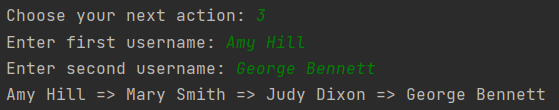 Choose your next action: 3
Enter first username: Amy Hill
Enter second username: George Bennett
Amy Hill => Mary Smith => Judy Dixon => George Bennett